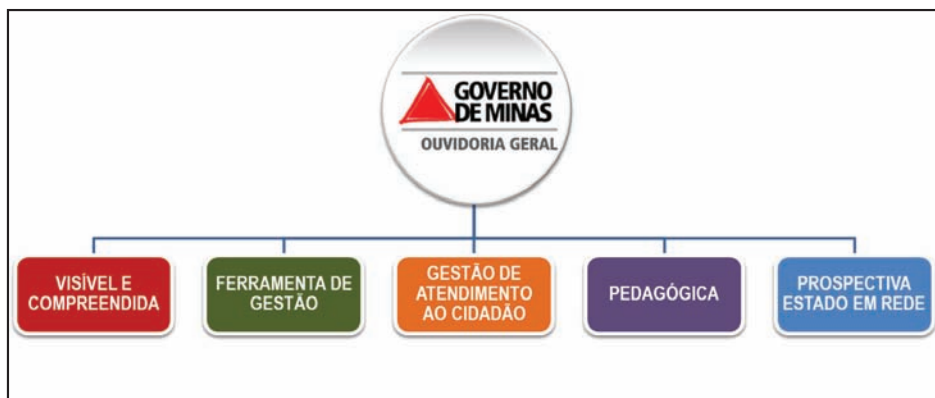 GOVERNO
DE MINAS
OUVIDORIA GERAL
VISÍVEL E
COMPREENDIDA
FERRAMENTA DE
GESTÃO
GESTÃO DE
ATENDIMENTO
AO CIDADÃO
PEDAGÓGICA
PROSPECTIVA
ESTADO EM REDE